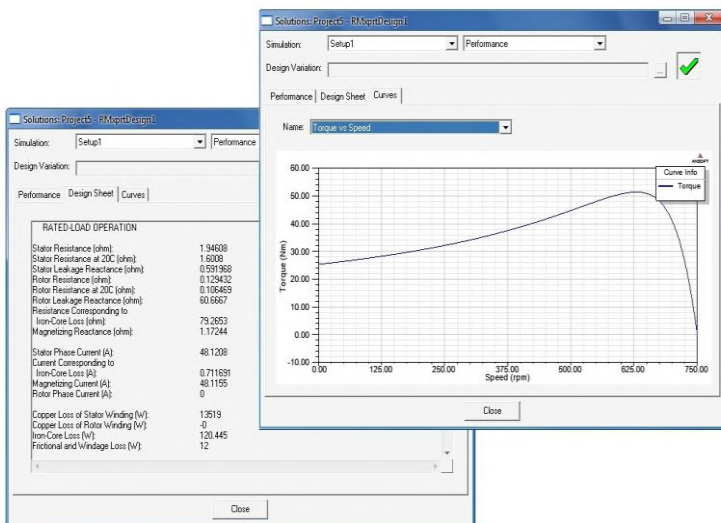 Solutions: Project5 - RMxprtDesign1
Simulation: Setup1 Performance
Design Variation:
...
Performance Design Sheet Curves
Name: Torque vs Speed
ANSOFT
Curve Info
Torque
60.00
50.00
40.00
30.00
20.00
10.00
0.00
-10.00
Torque (Nm)
0.00 125.00 250.00 375.00 500.00 625.00 750.00
Speed (rpm)
Close
Solutions: Project5 - RMxprtDesign1
Simulation: Setup1 Performance
Design Variation:
Performance Design Sheet Curves
RATED-LOAD OPERATION
Stator Resistance (ohm): 1.94608
Stator Resistance at 20C (ohm): 1.6008
Stator Leakage Reactance (ohm): 0.591968
Rotor Resistance (ohm): 0.129432
Rotor Resistance at 20C (ohm): 0.106469
Rotor Leakage Reactance (ohm): 60.6667
Resistance Corresponding to
Iron-Core Loss (ohm): 79.2653
Magnetizing Reactance (ohm): 1.17244
Stator Phase Current (A): 48.1208
Current Corresponding to
Iron-Core Loss (A): 0.711691
Magnetizing Current (A): 48.1155
Rotor Phase Current (A): 0
Copper Loss of Stator Winding (W): 13519
Copper Loss of Rotor Winding (W): -0
Iron-Core Loss (W): 120.445
Frictional and Windage Loss (W): 12
Close